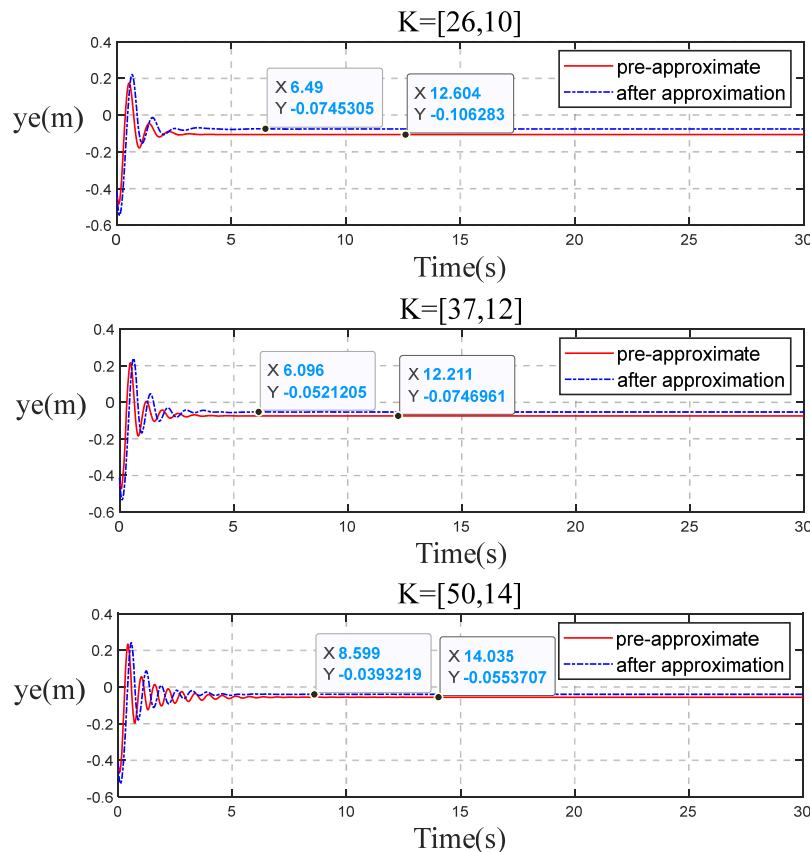 K=[26,10]
0.4
0.2
0
-0.2
-0.4
-0.6
ye(m)
X 6.49
Y -0.0745305
X 12.604
Y -0.106283
pre-approximate
after approximation
0 5 10 15 20 25 30
Time(s)
K=[37,12]
0.4
0.2
0
-0.2
-0.4
-0.6
ye(m)
X 6.096
Y -0.0521205
X 12.211
Y -0.0746961
pre-approximate
after approximation
0 5 10 15 20 25 30
Time(s)
K=[50,14]
0.4
0.2
0
-0.2
-0.4
-0.6
ye(m)
X 8.599
Y -0.0393219
X 14.035
Y -0.0553707
pre-approximate
after approximation
0 5 10 15 20 25 30
Time(s)